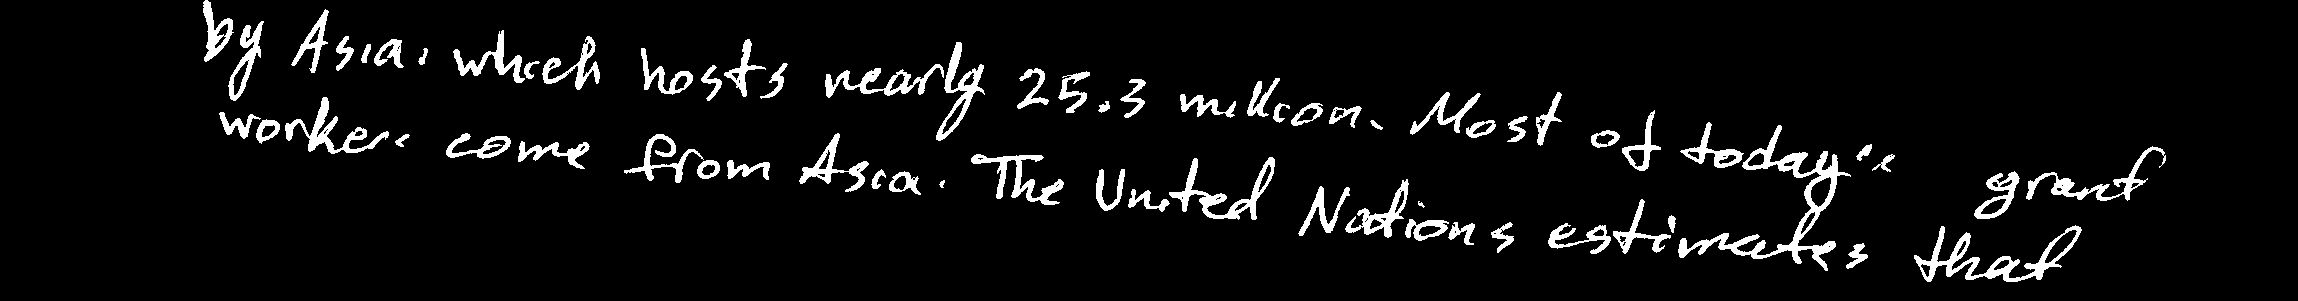 by Asia, which hosts nearly 25.3 million. Most of today's grant
workers come from Asia. The United Nations estimates that